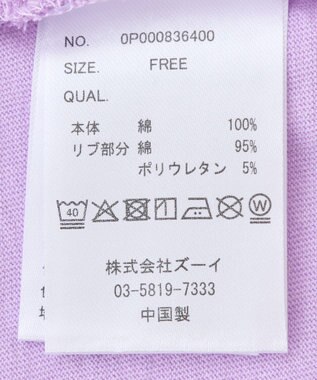 NO. 0P000836400
SIZE. FREE
QUAL.
本体 綿 100%
リブ部分 綿 95%
ポリウレタン 5%
40 W
株式会社ズーイ
03-5819-7333
中国製